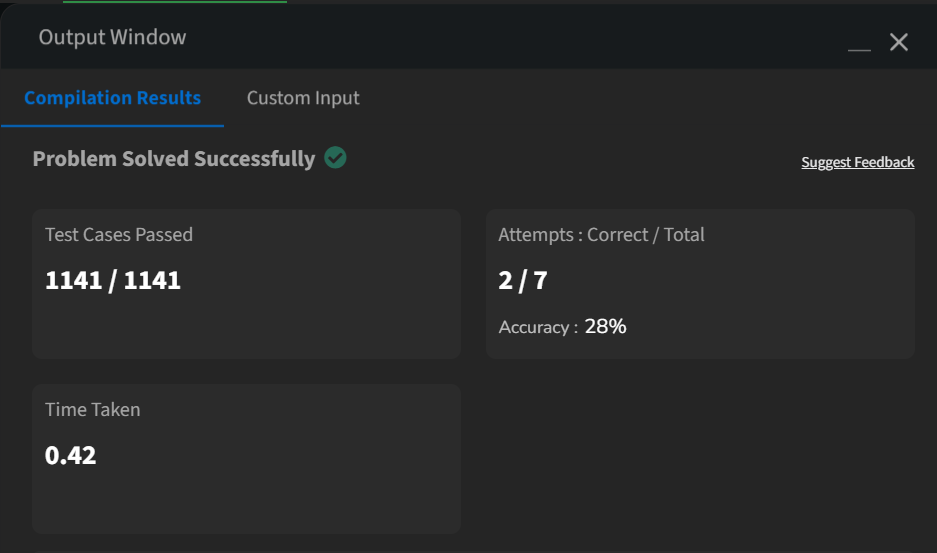 Output Window
Compilation Results
Custom Input
Problem Solved Successfully
Suggest Feedback
Test Cases Passed
1141 / 1141
Attempts : Correct / Total
2 / 7
Accuracy : 28%
Time Taken
0.42